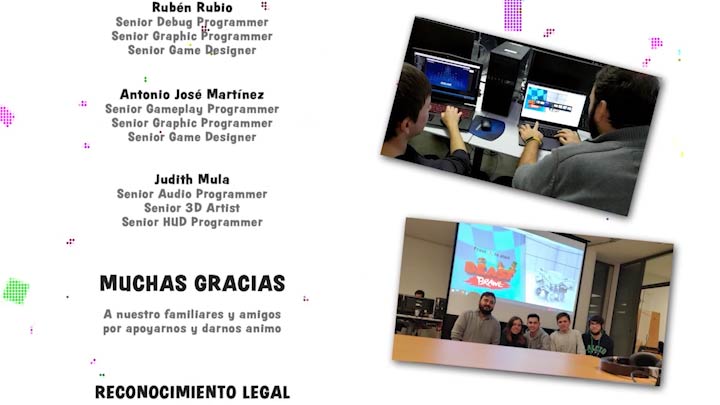 Rubén Rubio
Senior Debug Programmer
Senior Graphic Programmer
Senior Game Designer
Antonio José Martínez
Senior Gameplay Programmer
Senior Graphic Programmer
Senior Game Designer
Judith Mula
Senior Audio Programmer
Senior 3D Artist
Senior HUD Programmer
MUCHAS GRACIAS
A nuestro familiares y amigos
por apoyarnos y darnos animo
RECONOCIMIENTO LEGAL
BEAST
BRAWL